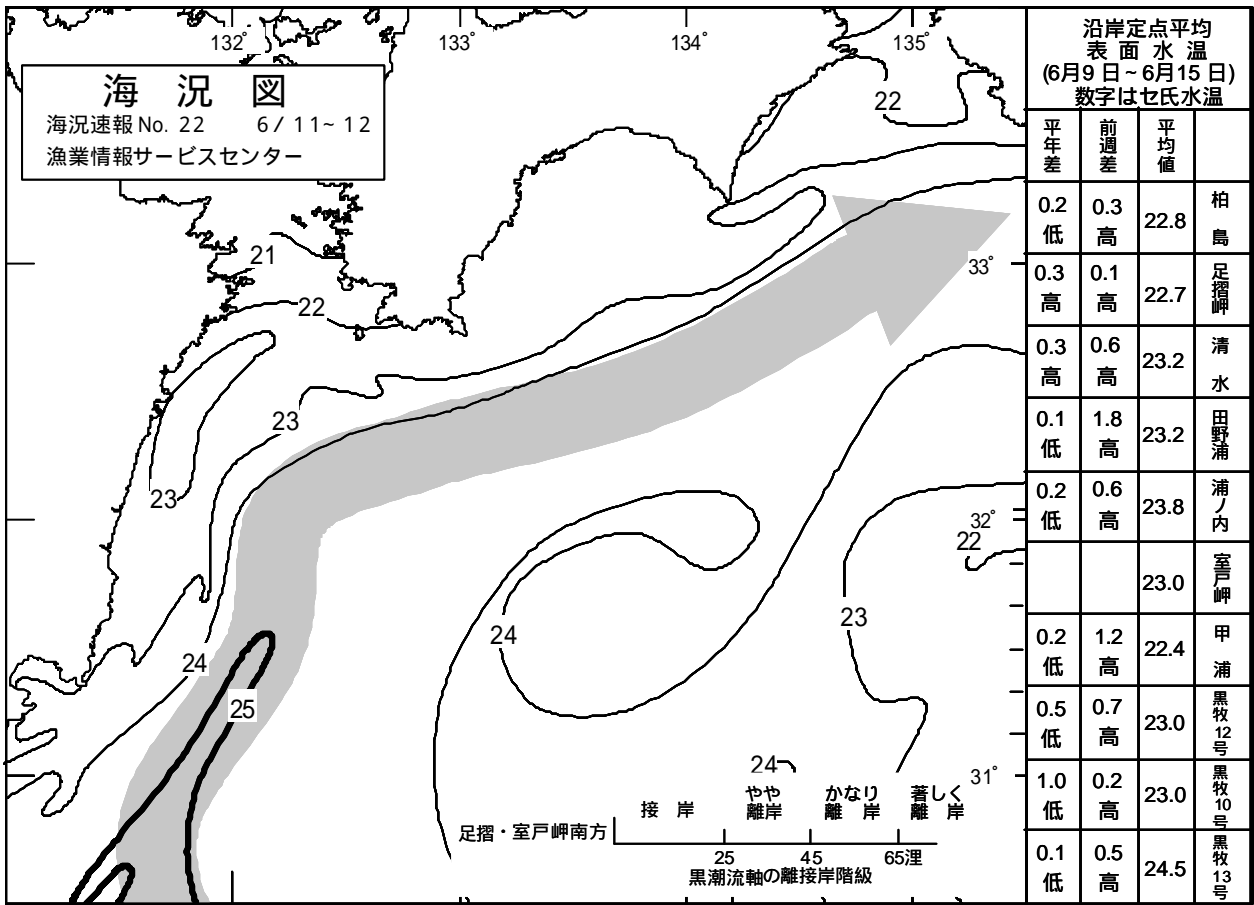 132°
133°
134°
135°
海 況 図
海況速報 No. 22 6/11~12
漁業情報サービスセンター
22
21
22
33°
23
23
32°
22
24
23
24
25
24
31°
接 岸
やや
離岸
かなり
離 岸
著しく
離 岸
足摺・室戸岬南方
25 45 65浬
黒潮流軸の離接岸階級
沿岸定点平均
表 面 水 温
(6月9日~6月15日)
数字はセ氏水温
平年差 前週差 平均値
0.2低 0.3高 22.8 柏島
0.3高 0.1高 22.7 足摺岬
0.3高 0.6高 23.2 清水
0.1低 1.8高 23.2 田野浦
0.2低 0.6高 23.8 浦ノ内
23.0 室戸岬
0.2低 1.2高 22.4 甲浦
0.5低 0.7高 23.0 黒牧12号
1.0低 0.2高 23.0 黒牧10号
0.1低 0.5高 24.5 黒牧13号